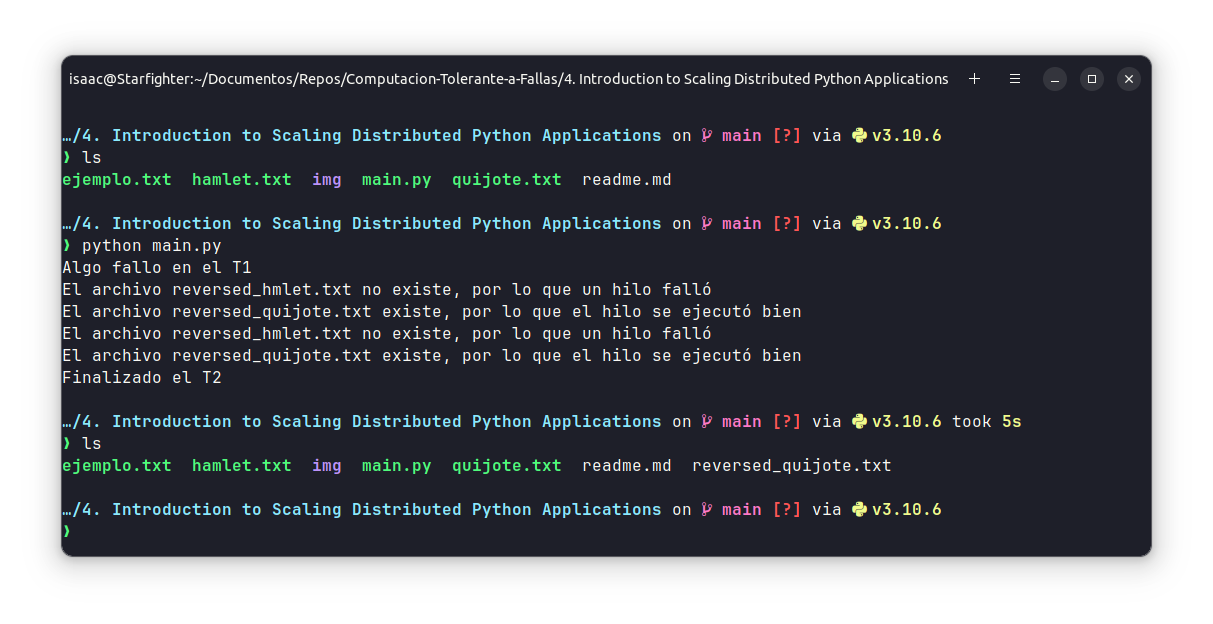 isaac@Starfighter:~/Documentos/Repos/Computacion-Tolerante-a-Fallas/4. Introduction to Scaling Distributed Python Applications
…/4. Introduction to Scaling Distributed Python Applications on main [?] via v3.10.6
❯ ls
ejemplo.txt hamlet.txt img main.py quijote.txt readme.md
…/4. Introduction to Scaling Distributed Python Applications on main [?] via v3.10.6
❯ python main.py
Algo fallo en el T1
El archivo reversed_hmlet.txt no existe, por lo que un hilo falló
El archivo reversed_quijote.txt existe, por lo que el hilo se ejecutó bien
El archivo reversed_hmlet.txt no existe, por lo que un hilo falló
El archivo reversed_quijote.txt existe, por lo que el hilo se ejecutó bien
Finalizado el T2
…/4. Introduction to Scaling Distributed Python Applications on main [?] via v3.10.6 took 5s
❯ ls
ejemplo.txt hamlet.txt img main.py quijote.txt readme.md reversed_quijote.txt
…/4. Introduction to Scaling Distributed Python Applications on main [?] via v3.10.6
❯